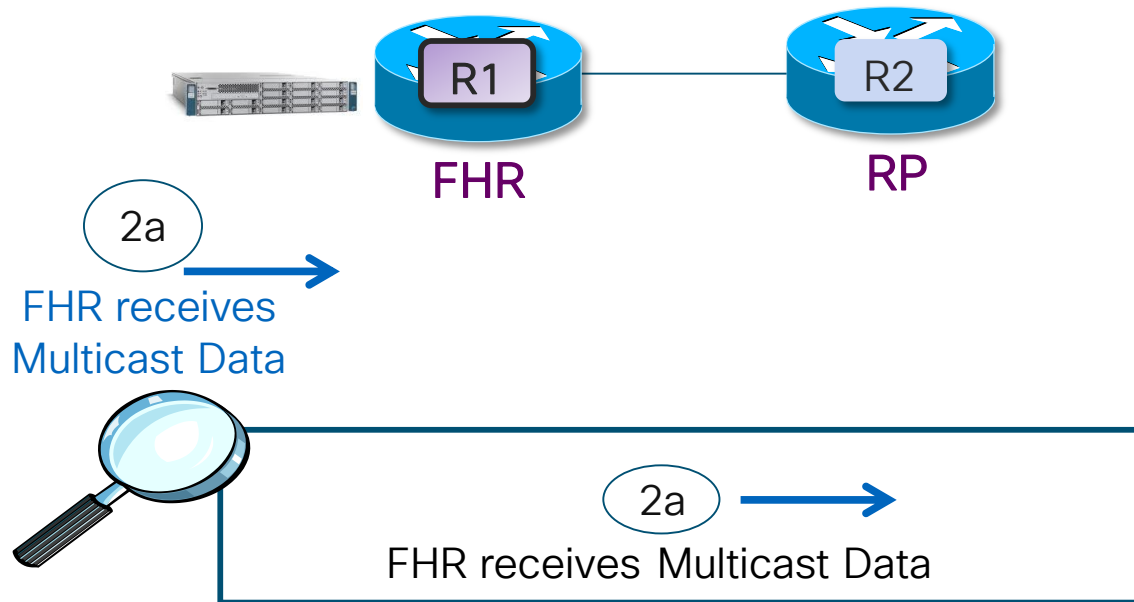 R1
R2
FHR
RP
2a
FHR receives
Multicast Data
2a
FHR receives Multicast Data